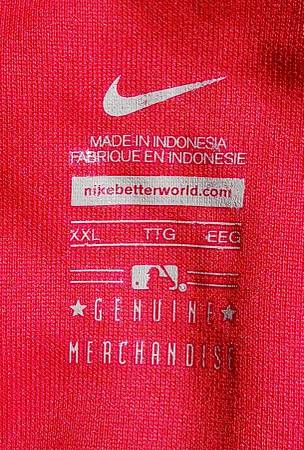 MADE IN INDONESIA
FABRIQUE EN INDONESIE
nikebetterworld.com
XXL TTG EEG
GENUINE
MERCHANDISE